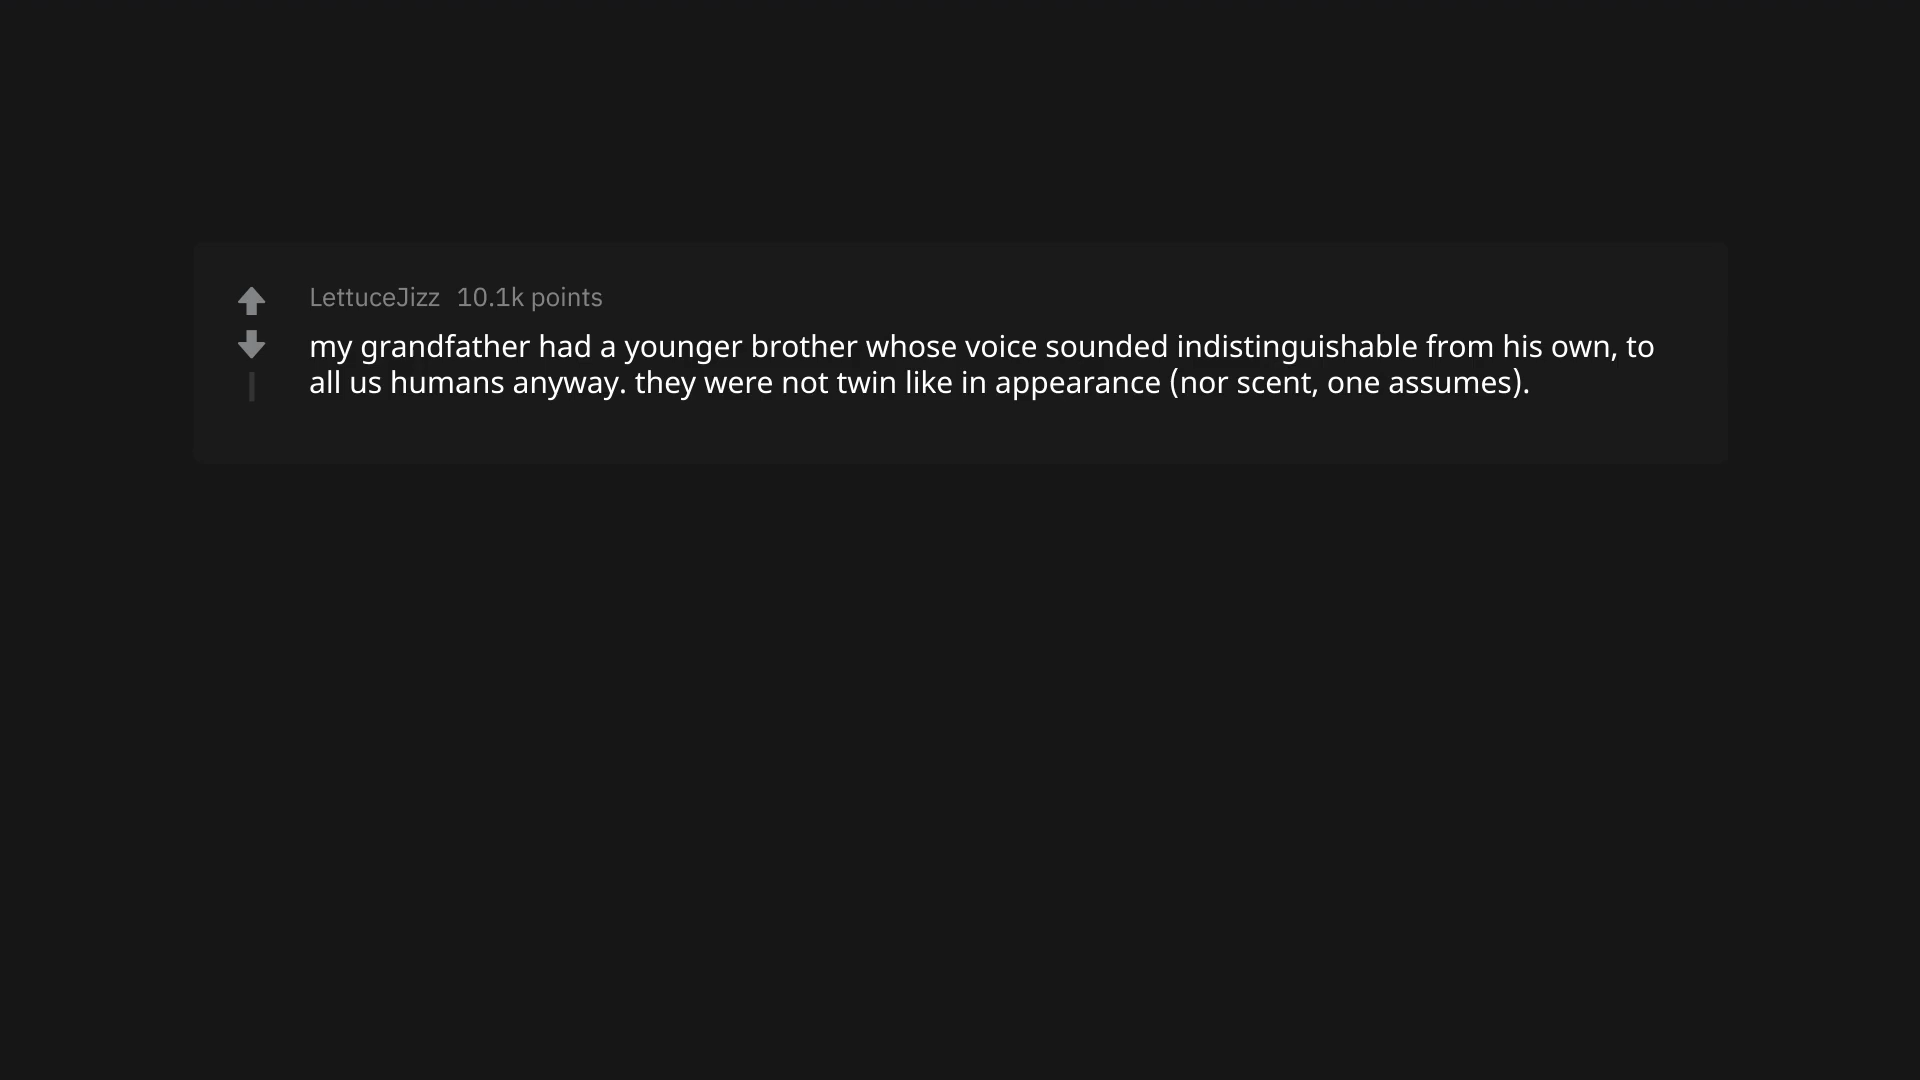 LettuceJizz 10.1k points
my grandfather had a younger brother whose voice sounded indistinguishable from his own, to
all us humans anyway. they were not twin like in appearance (nor scent, one assumes).